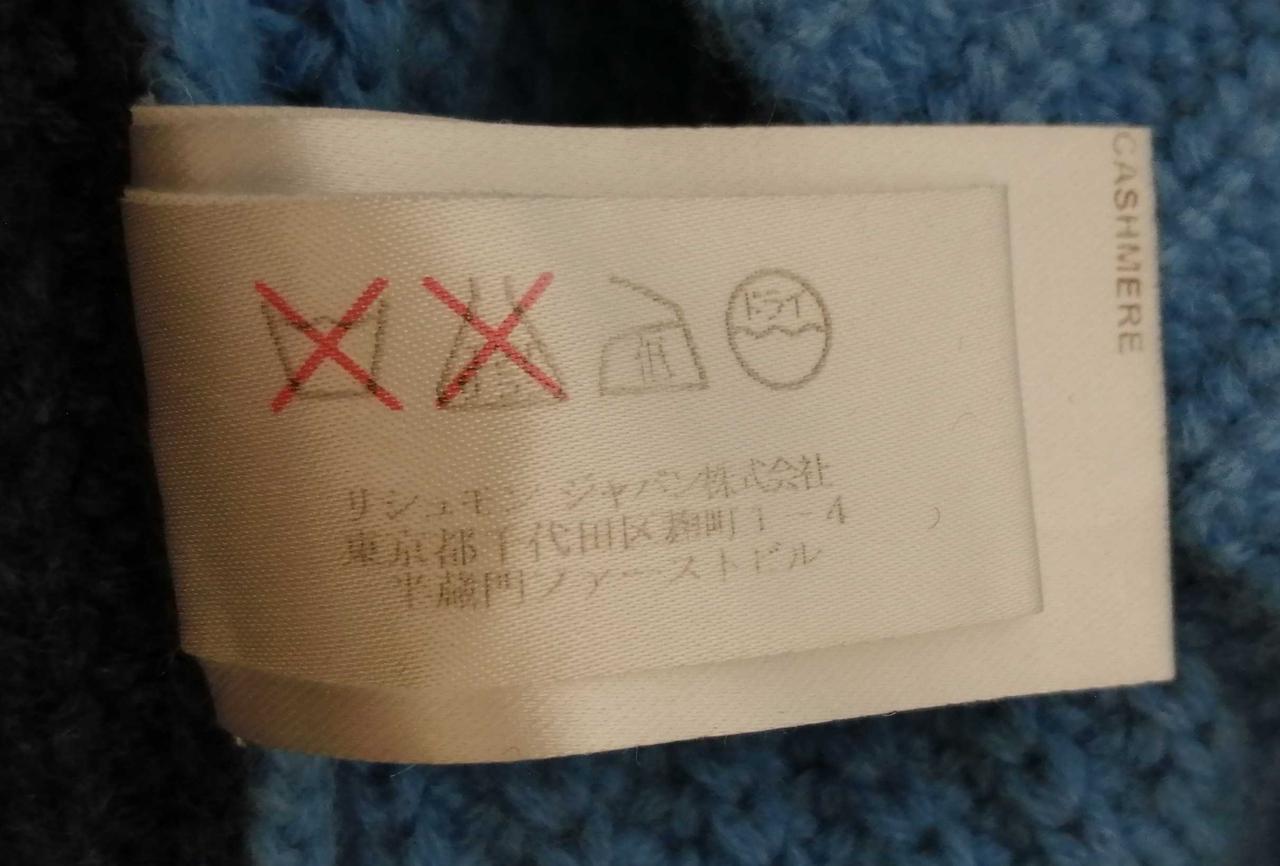 CASHMERE
ドライ
低
リシュモン ジャパン株式会社
東京都千代田区麹町1-4
半蔵門ファーストビル